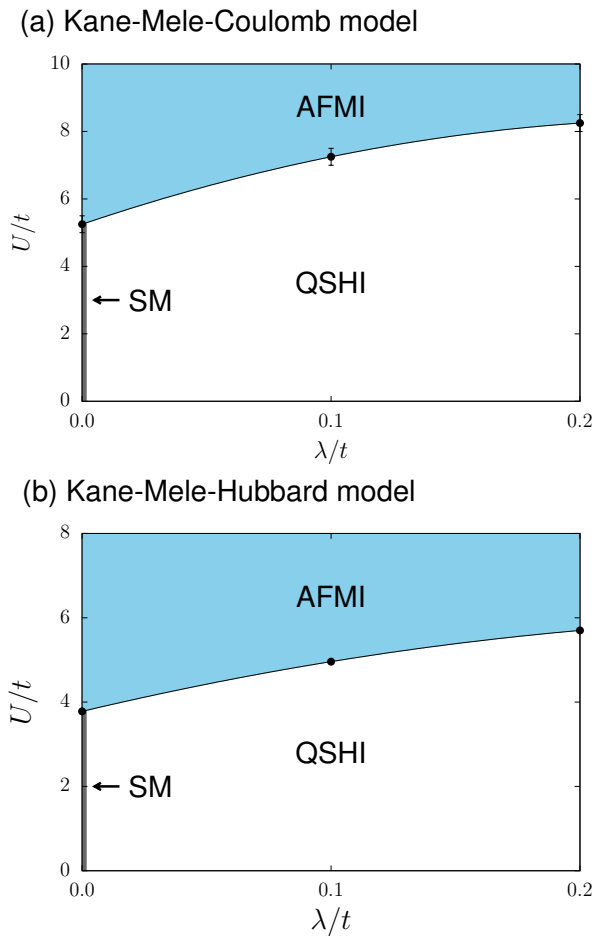 (a) Kane-Mele-Coulomb model
10
AFMI
8
6
U/t
4
QSHI
SM
2
0
0.0 0.1 0.2
λ/t
(b) Kane-Mele-Hubbard model
8
AFMI
6
U/t
4
QSHI
2
SM
0
0.0 0.1 0.2
λ/t